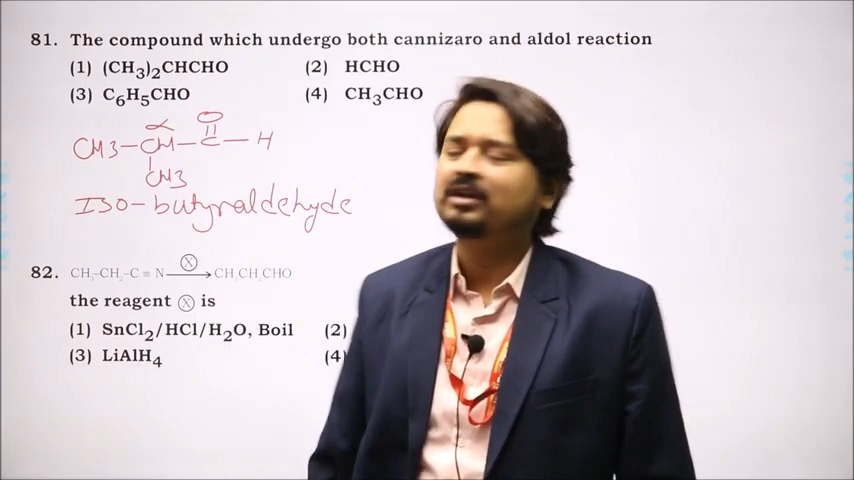 81. The compound which undergo both cannizaro and aldol reaction
(1) (CH3)2CHCHO (2) HCHO
(3) C6H5CHO (4) CH3CHO
α O
CH3-CH-C-H
CH3
ISO-butyraldehyde
82. CH3-CH2-C≡N X→ CH3CH2CHO
the reagent X is
(1) SnCl2/HCl/H2O, Boil (2)
(3) LiAlH4 (4)